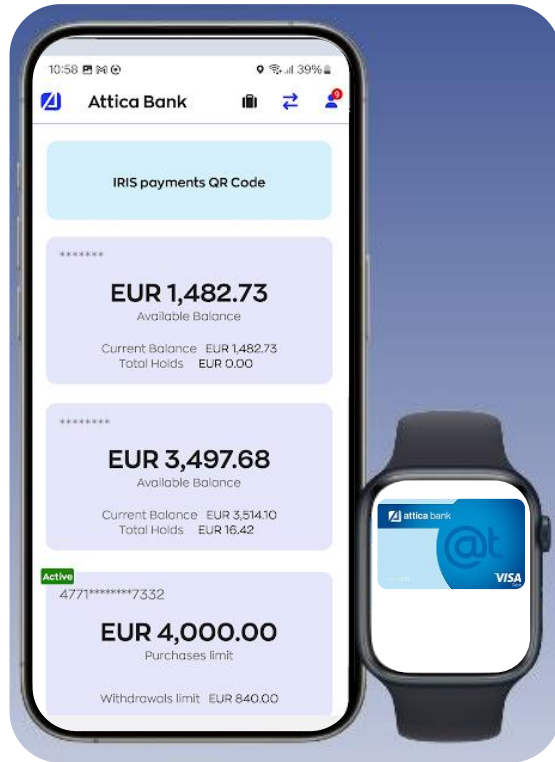 10:58 39%
Attica Bank 9
IRIS payments QR Code
*******
EUR 1,482.73
Available Balance
Current Balance EUR 1,482.73
Total Holds EUR 0.00
********
EUR 3,497.68
Available Balance
Current Balance EUR 3,514.10
Total Holds EUR 16.42
Active
4771********7332
EUR 4,000.00
Purchases limit
Withdrawals limit EUR 840.00
attica bank
@t
VISA